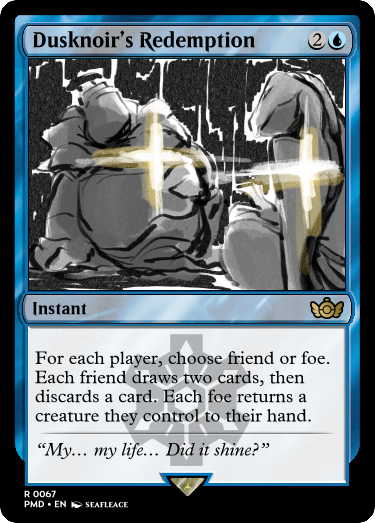 Dusknoir's Redemption 2
Instant
For each player, choose friend or foe.
Each friend draws two cards, then
discards a card. Each foe returns a
creature they control to their hand.
“My… my life… Did it shine?”
R 0067
PMD • EN SEAFLEACE